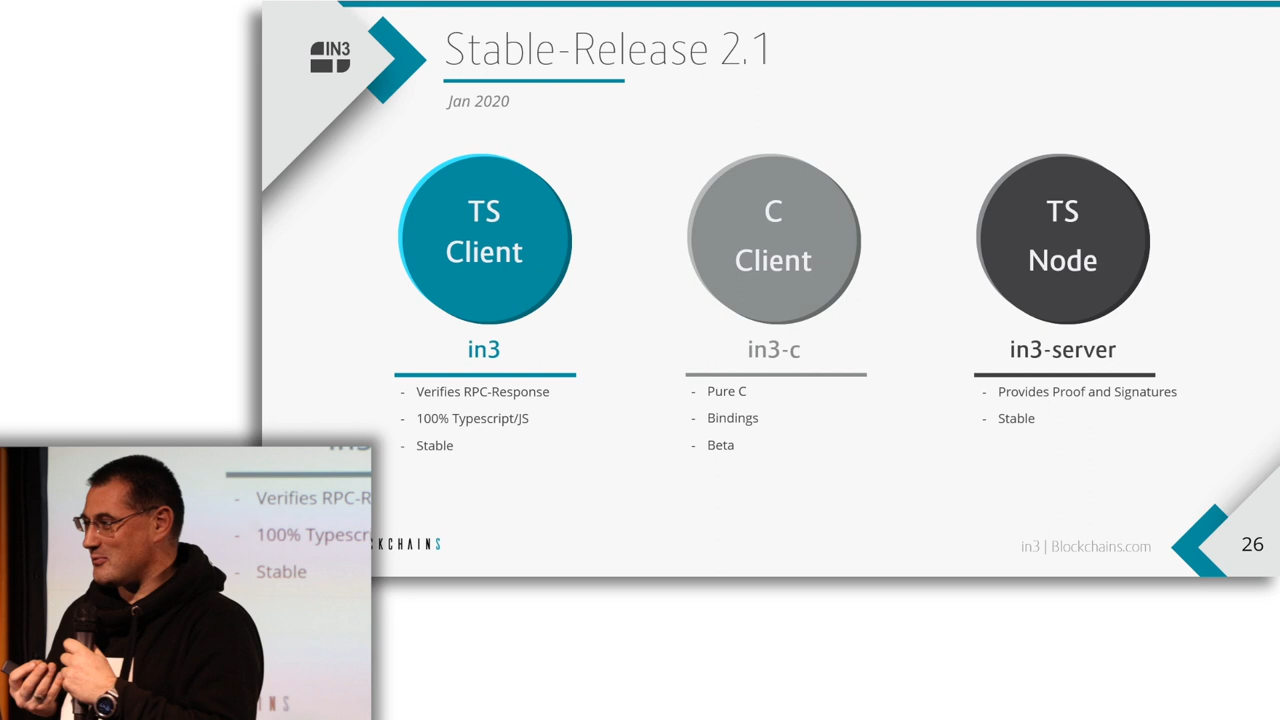 IN3
Stable-Release 2.1
Jan 2020
TS
Client
C
Client
TS
Node
in3
in3-c
in3-server
- Verifies RPC-Response
- 100% Typescript/JS
- Stable
- Pure C
- Bindings
- Beta
- Provides Proof and Signatures
- Stable
CKCHAINS
in3 | Blockchains.com
26
- Verifies RPC-R
- 100% Typescr
- Stable
NS